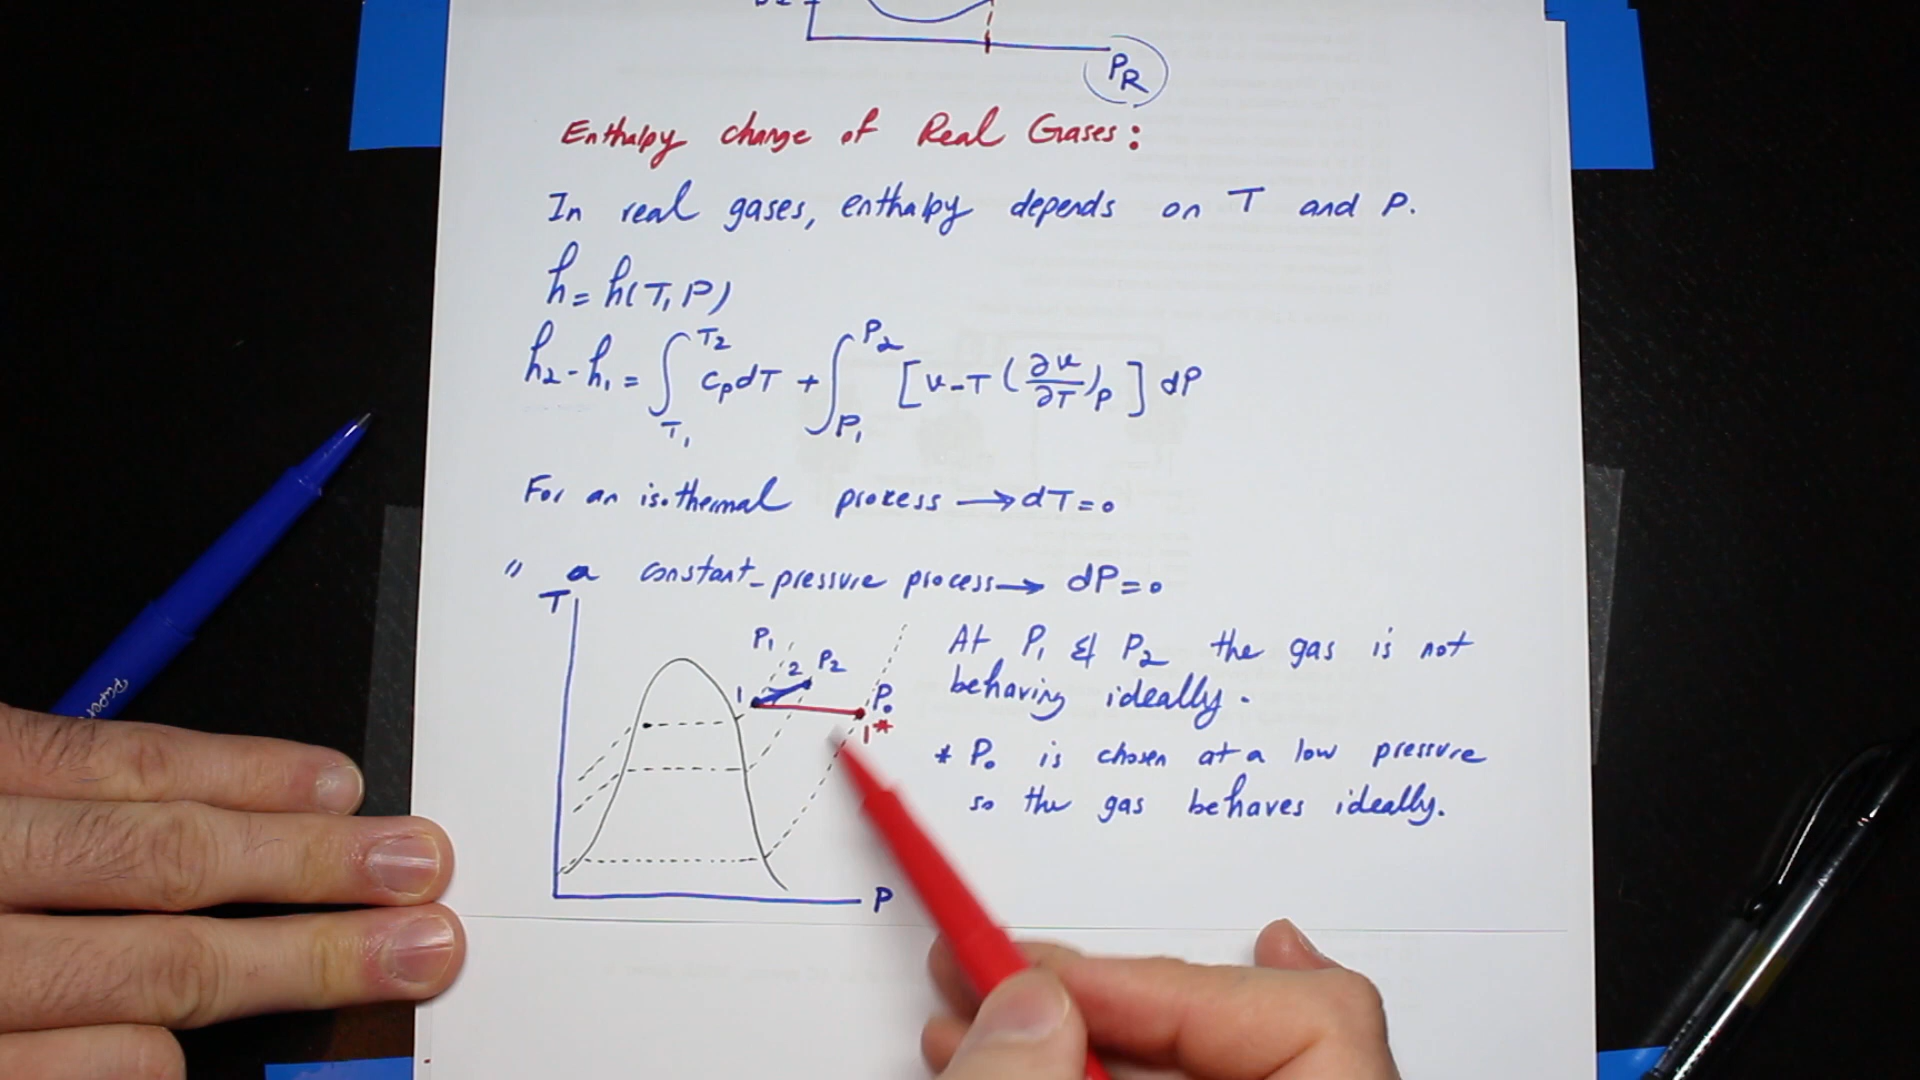 P_R
Enthalpy change of Real Gases:
In real gases, enthalpy depends on T and P.
h = h(T, P)
h₂ - h₁ = ∫_{T₁}^{T₂} c_p dT + ∫_{P₁}^{P₂} [v - T (∂v/∂T)_P] dP
For an isothermal process → dT = 0
" a constant-pressure process → dP = 0
T
P₁
2 P₂
1 P₀
1*
P
At P₁ & P₂ the gas is not
behaving ideally.
* P₀ is chosen at a low pressure
so the gas behaves ideally.
Paper